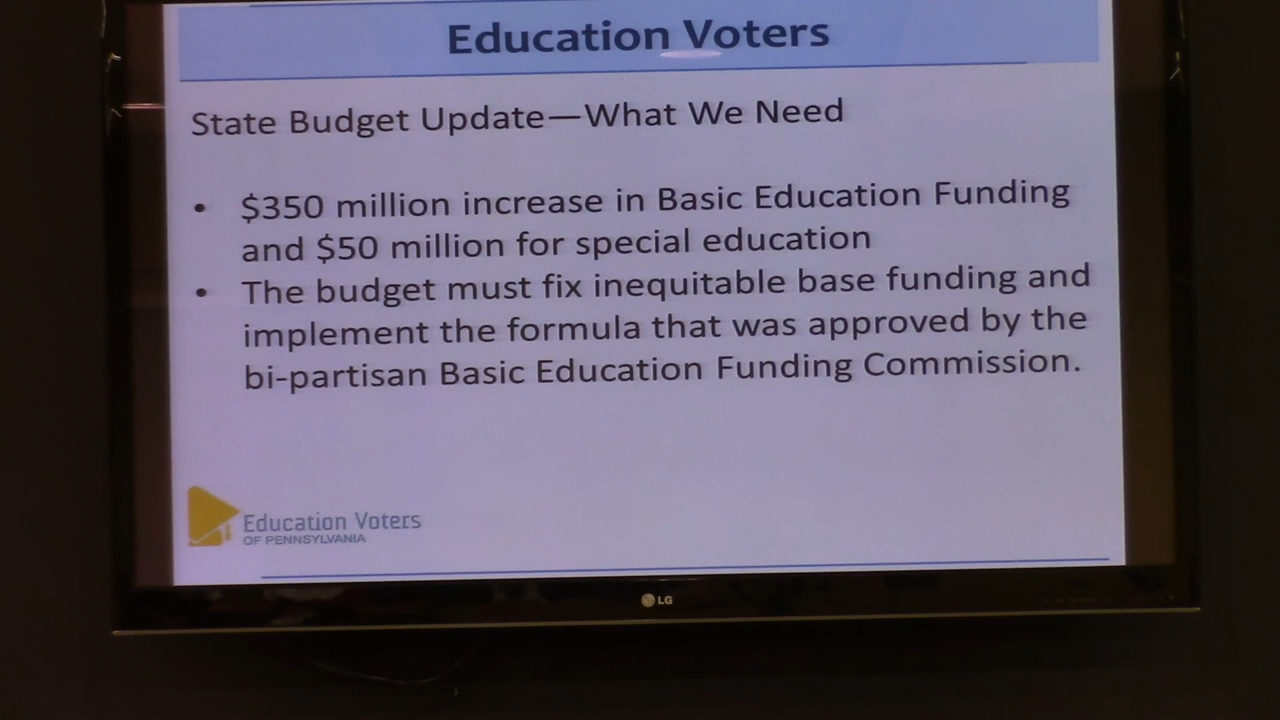 Education Voters
State Budget Update—What We Need
• $350 million increase in Basic Education Funding
and $50 million for special education
• The budget must fix inequitable base funding and
implement the formula that was approved by the
bi-partisan Basic Education Funding Commission.
Education Voters
OF PENNSYLVANIA
LG